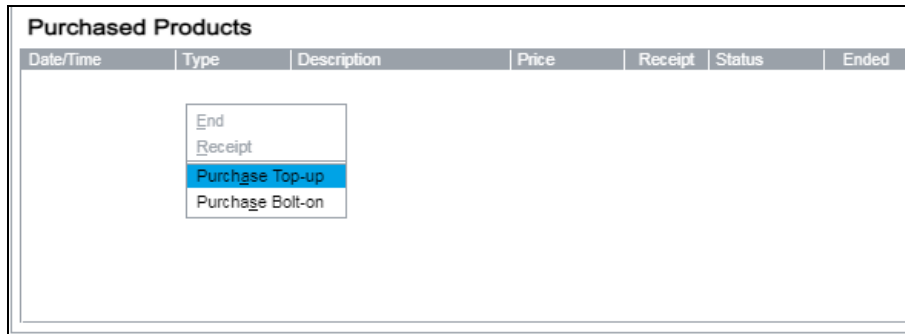 Purchased Products
Date/Time Type Description Price Receipt Status Ended
End
Receipt
Purchase Top-up
Purchase Bolt-on